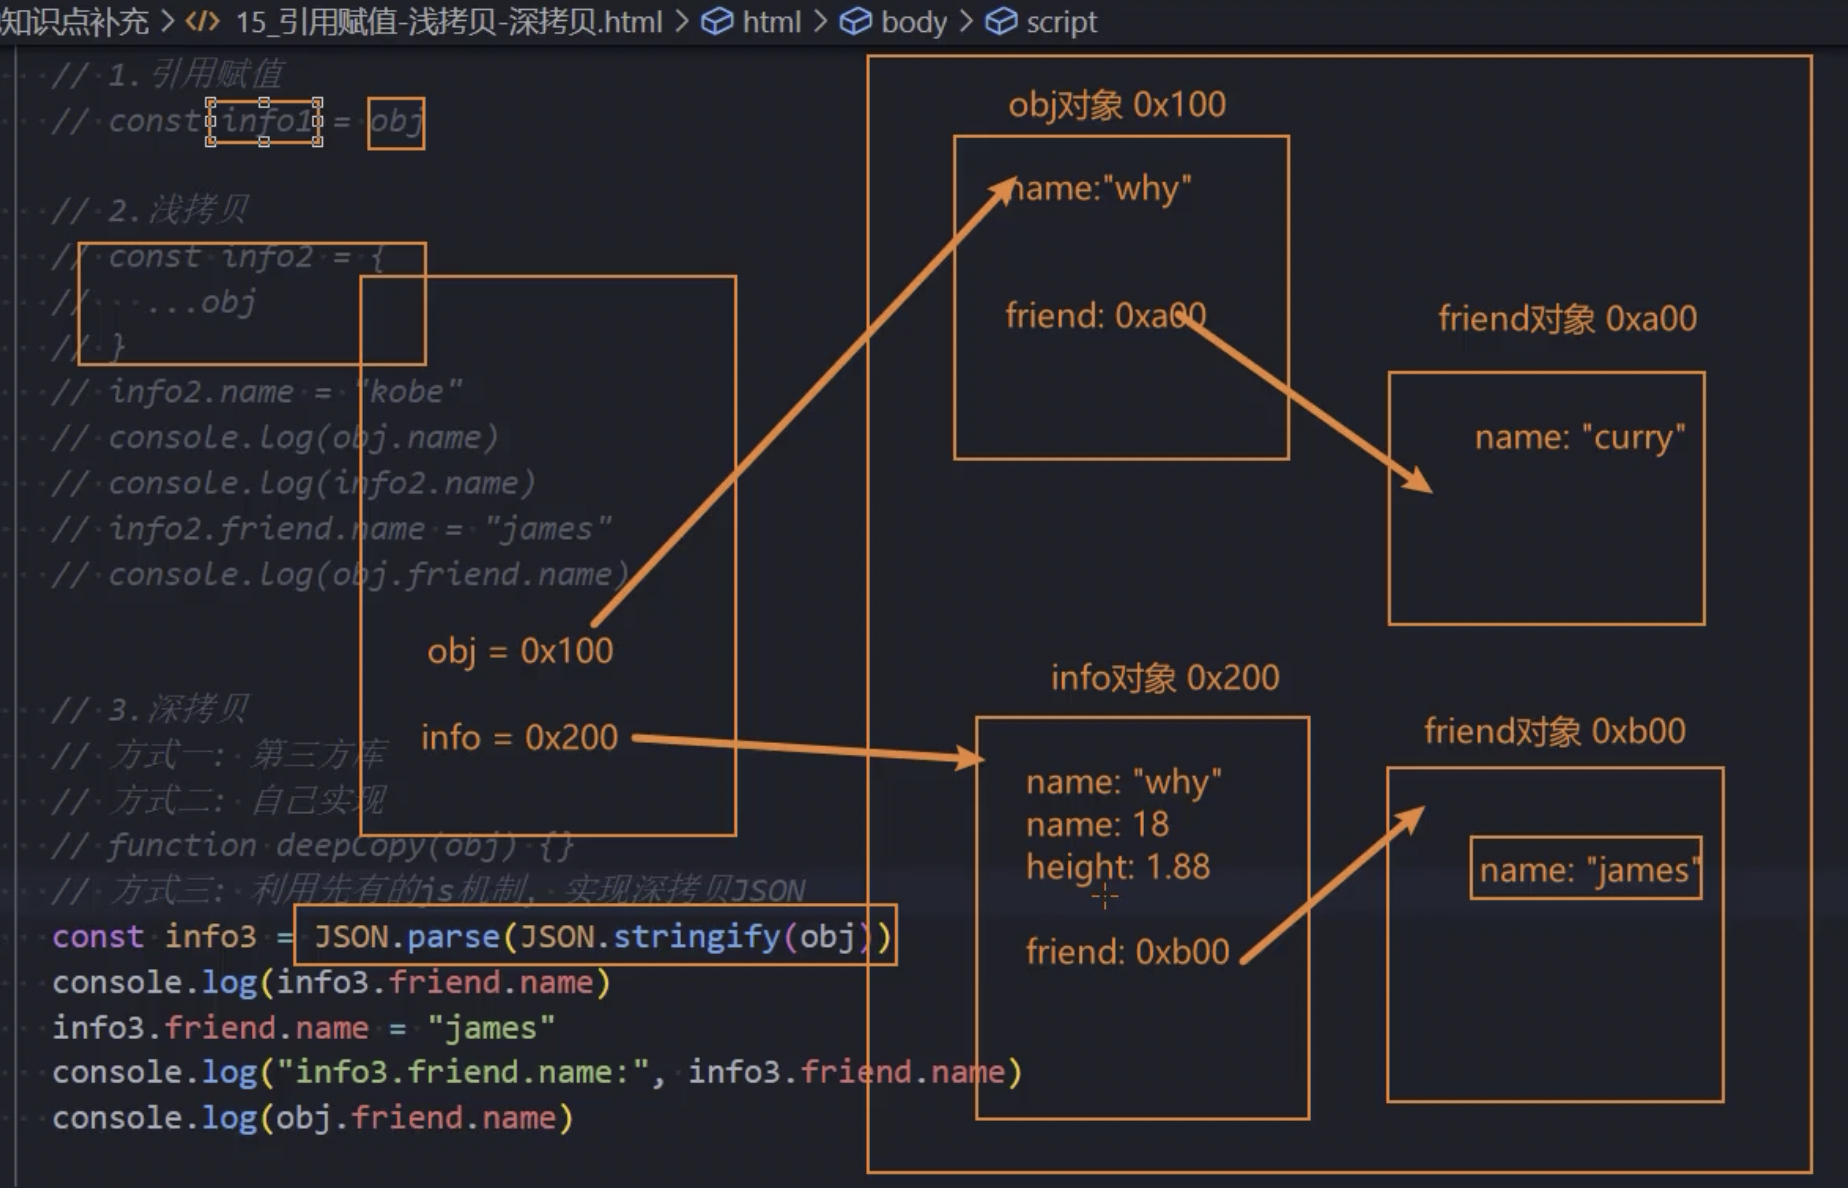 知识点补充 > </> 15_引用赋值-浅拷贝-深拷贝.html > html > body > script
// 1.引用赋值
// const info1 = obj
// 2.浅拷贝
// const info2 = {
//   ...obj
// }
// info2.name = "kobe"
// console.log(obj.name)
// console.log(info2.name)
// info2.friend.name = "james"
// console.log(obj.friend.name)
// 3.深拷贝
// 方式一: 第三方库
// 方式二: 自己实现
// function deepCopy(obj) {}
// 方式三: 利用先有的js机制, 实现深拷贝JSON
const info3 = JSON.parse(JSON.stringify(obj))
console.log(info3.friend.name)
info3.friend.name = "james"
console.log("info3.friend.name:", info3.friend.name)
console.log(obj.friend.name)
obj = 0x100
info = 0x200
obj对象 0x100
name:"why"
friend: 0xa00
friend对象 0xa00
name: "curry"
info对象 0x200
name: "why"
name: 18
height: 1.88
friend: 0xb00
friend对象 0xb00
name: "james"